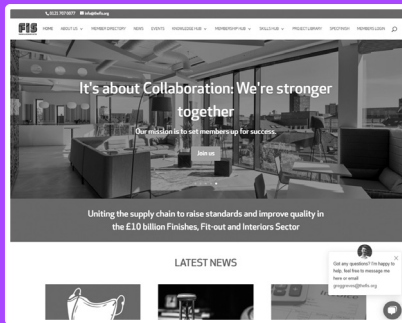 0121 707 0077 info@thefis.org
FIS
HOME ABOUT US MEMBER DIRECTORY NEWS EVENTS KNOWLEDGE HUB MEMBERSHIP HUB SKILLS HUB PROJECT LIBRARY SPECFINISH MEMBERS LOGIN
It's about Collaboration: We're stronger
together
Our mission is to set members up for success.
Join us
Uniting the supply chain to raise standards and improve quality in
the £10 billion Finishes, Fit-out and Interiors Sector
LATEST NEWS
Got any questions? I'm happy to
help. Feel free to message me
here or email